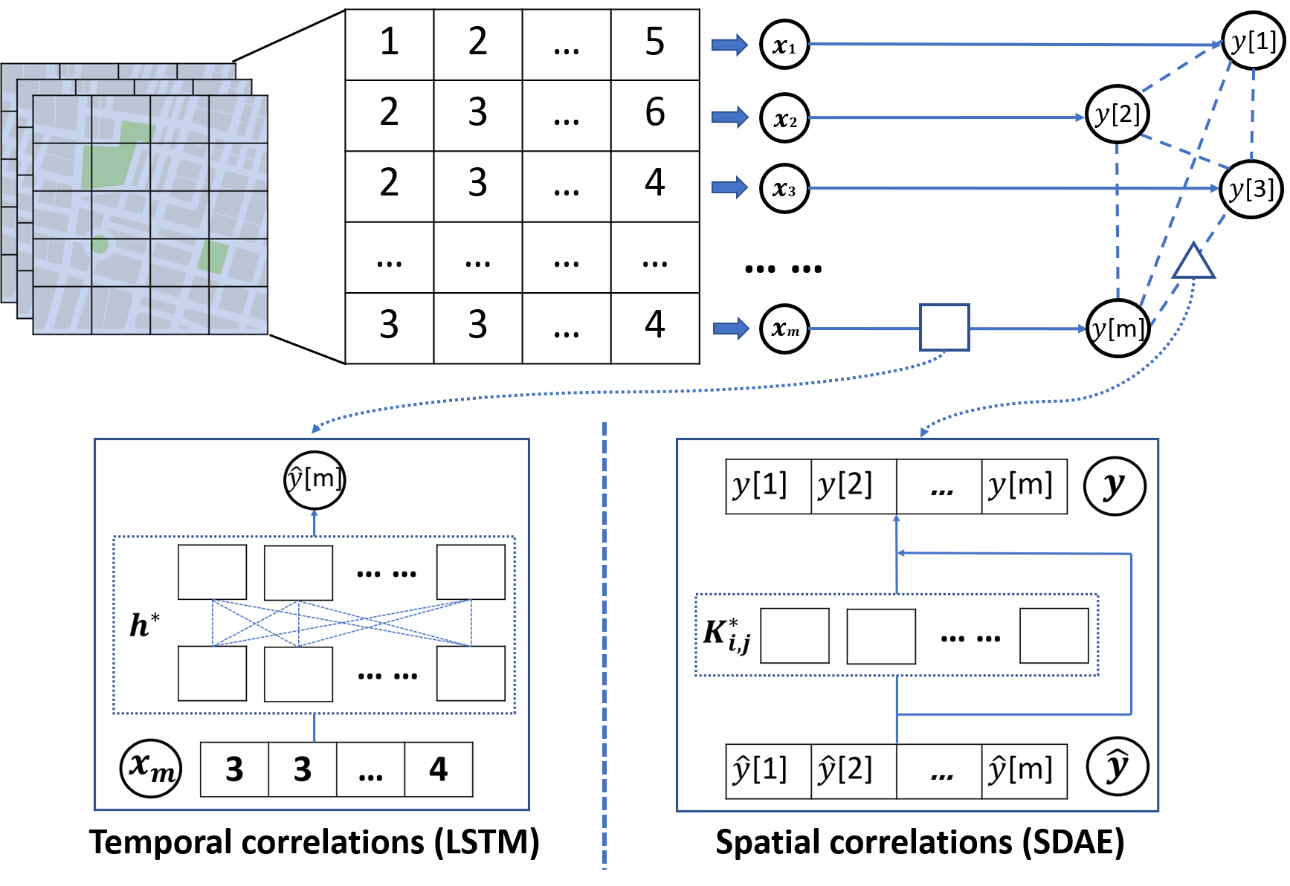 1 2 ... 5 x₁ y[1]
2 3 ... 6 x₂ y[2]
2 3 ... 4 x₃ y[3]
... ... ... ... ... ...
3 3 ... 4 xₘ y[m]
ŷ[m]
... ...
h*
... ...
xₘ 3 3 ... 4
Temporal correlations (LSTM)
y[1] y[2] ... y[m] y
K*ᵢ,ⱼ ... ...
ŷ[1] ŷ[2] ... ŷ[m] ŷ
Spatial correlations (SDAE)